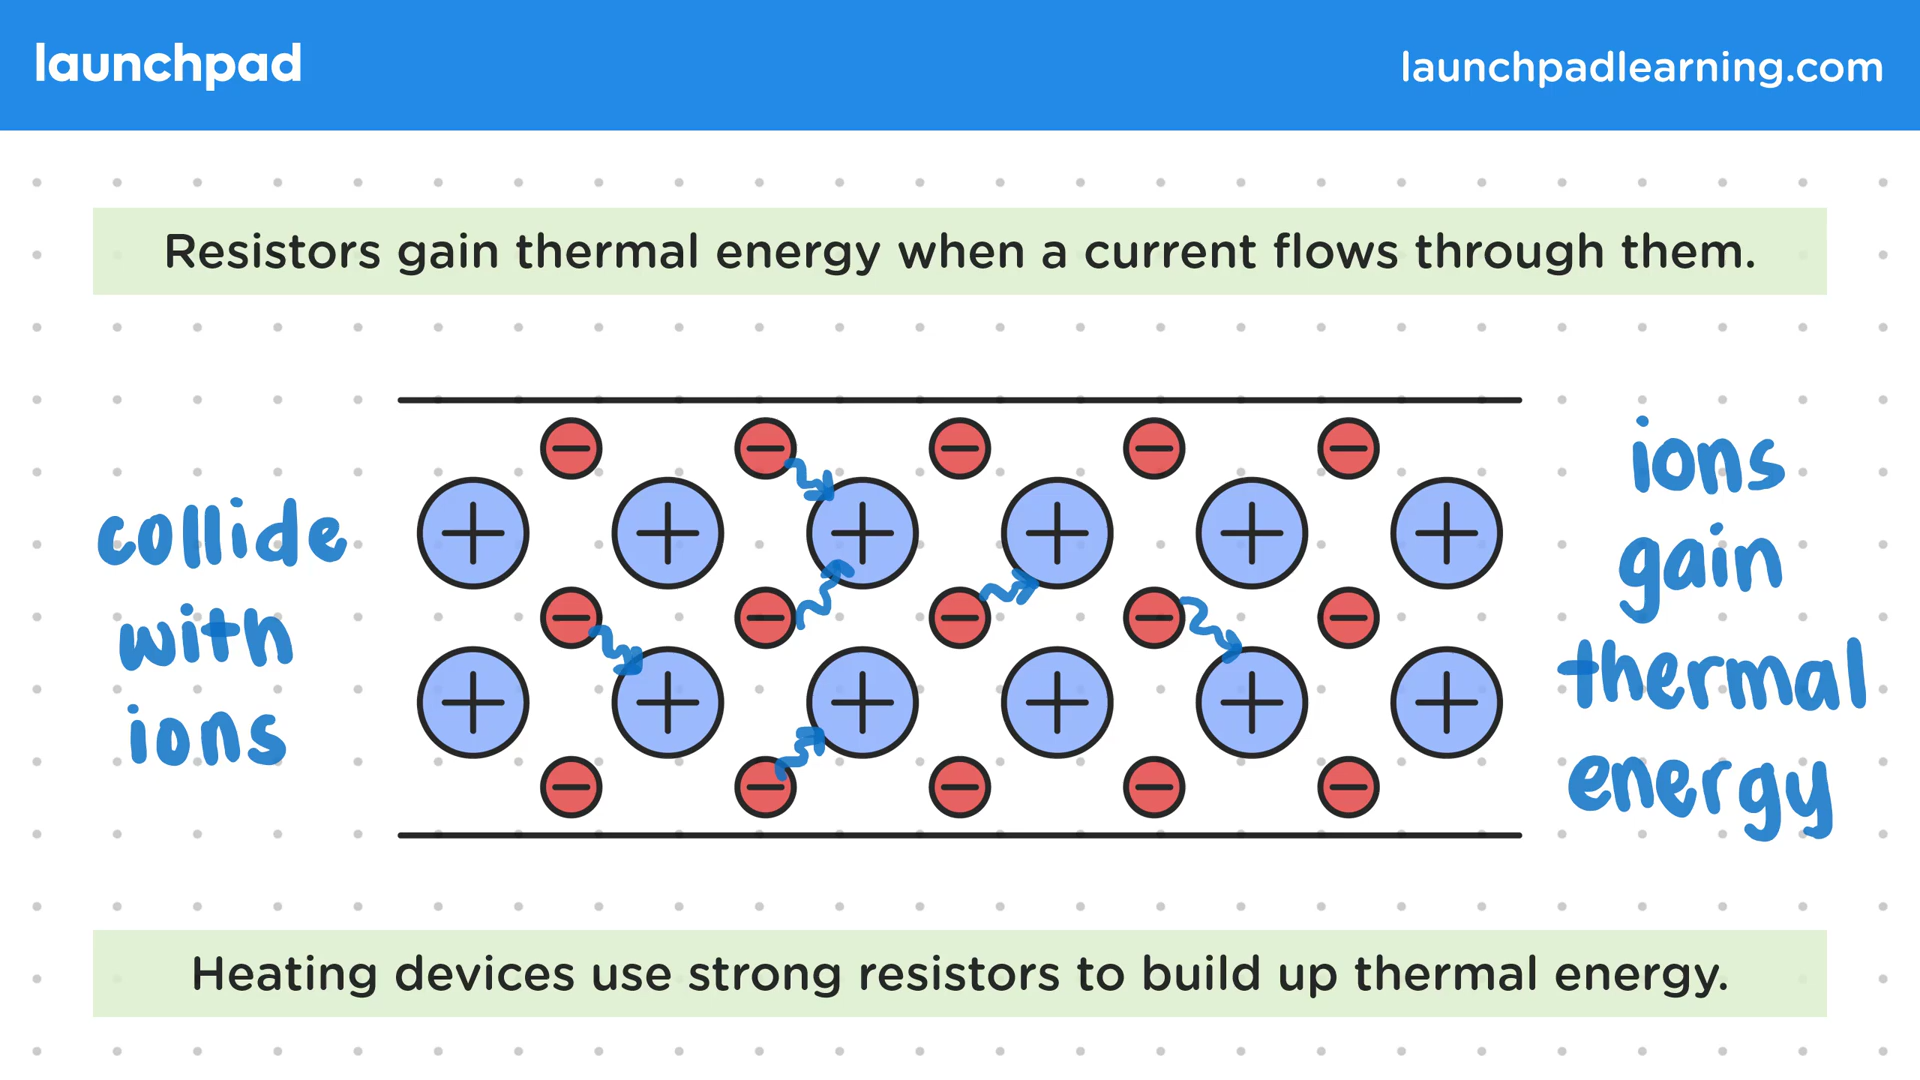 launchpad
launchpadlearning.com
Resistors gain thermal energy when a current flows through them.
collide
with
ions
ions
gain
thermal
energy
Heating devices use strong resistors to build up thermal energy.